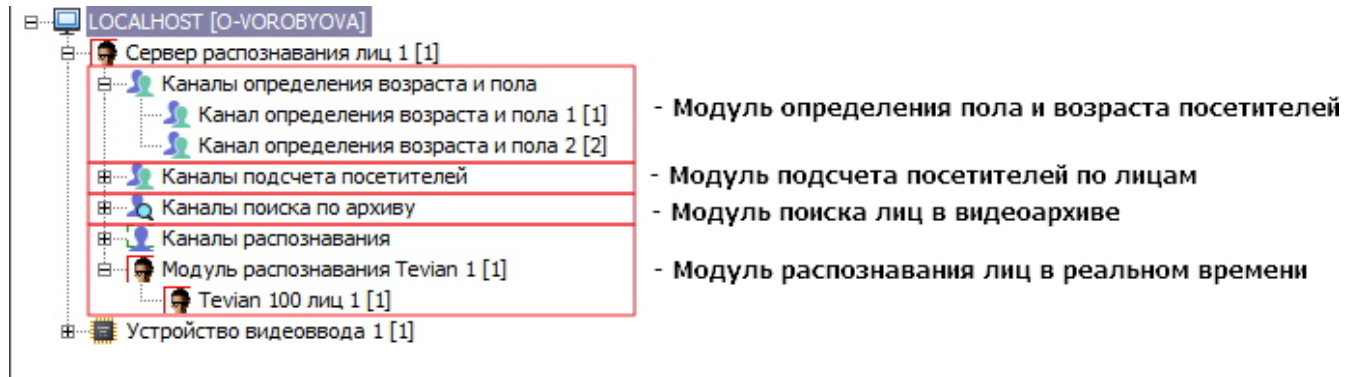 LOCALHOST [O-VOROBYOVA]
Сервер распознавания лиц 1 [1]
Каналы определения возраста и пола
Канал определения возраста и пола 1 [1]
- Модуль определения пола и возраста посетителей
Канал определения возраста и пола 2 [2]
Каналы подсчета посетителей
- Модуль подсчета посетителей по лицам
Каналы поиска по архиву
- Модуль поиска лиц в видеоархиве
Каналы распознавания
Модуль распознавания Tevian 1 [1]
- Модуль распознавания лиц в реальном времени
Tevian 100 лиц 1 [1]
Устройство видеоввода 1 [1]